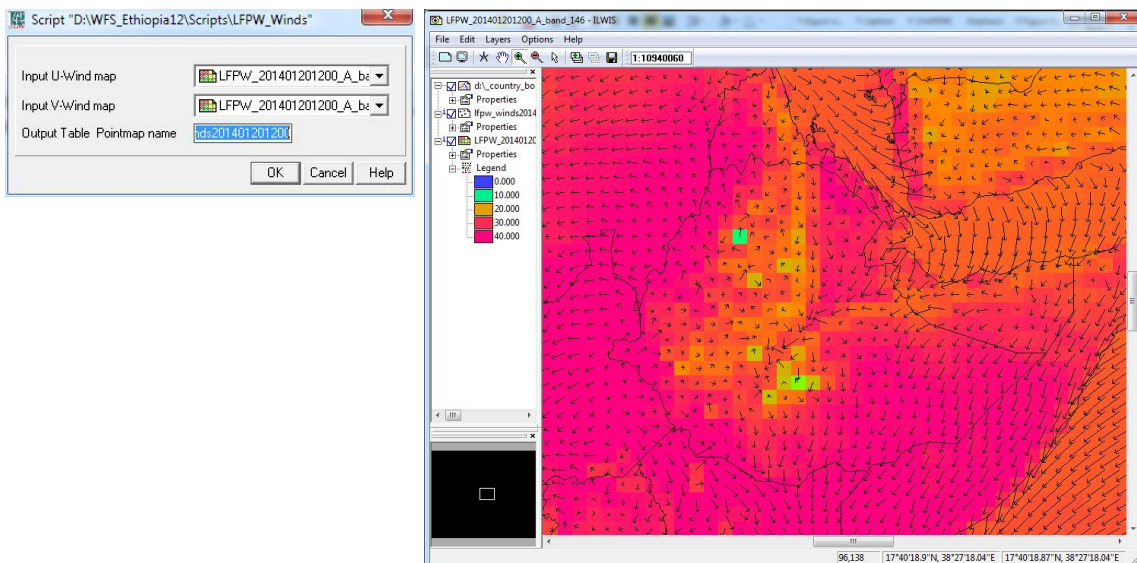 Script "D:\WFS_Ethiopia12\Scripts\LFPW_Winds"
Input U-Wind map
LFPW_201401201200_A_ba
Input V-Wind map
LFPW_201401201200_A_ba
Output Table Pointmap name
nds201401201200
OK
Cancel
Help
LFPW_201401201200_A_band_146 - ILWIS
File Edit Layers Options Help
1:10940060
d:\_country_bo
Properties
lfpw_winds2014
Properties
LFPW_20140120
Properties
Legend
0.000
10.000
20.000
30.000
40.000
96,138
17°40'18.9"N, 38°27'18.04"E
17°40'18.87"N, 38°27'18.04"E